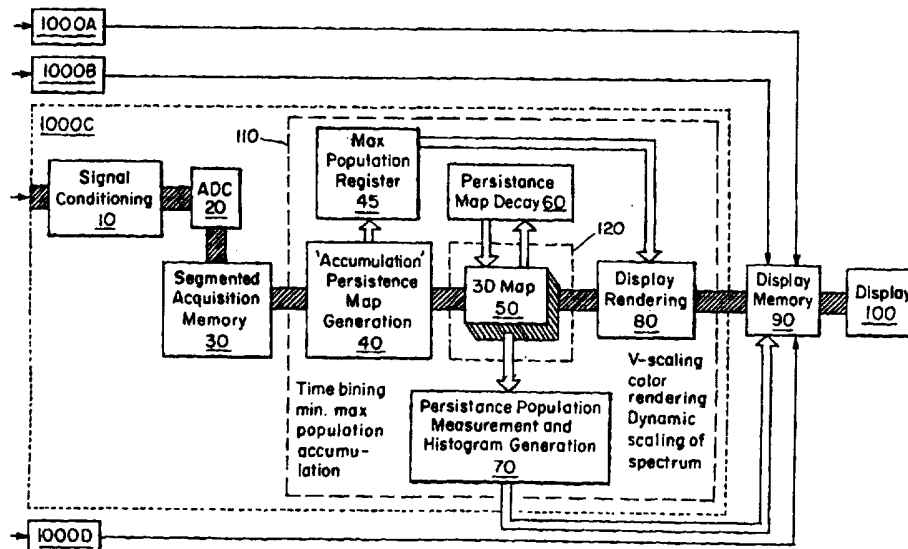 1000A
1000B
1000C
110
Max
Population
Register
45
Persistance
Map Decay 60
120
Signal
Conditioning
10
ADC
20
Segmented
Acquisition
Memory
30
'Accumulation'
Persistence
Map
Generation
40
3D Map
50
Display
Rendering
80
Display
Memory
90
Display
100
Time bining
min. max
population
accumu-
lation
Persistance Population
Measurement and
Histogram Generation
70
V-scaling
color
rendering
Dynamic
scaling of
spectrum
1000D